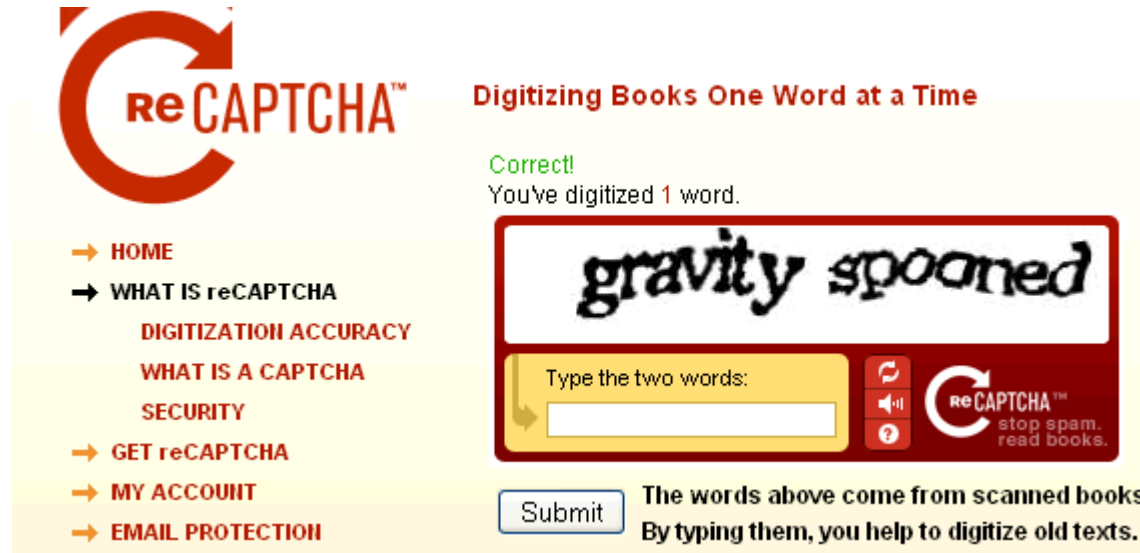 reCAPTCHA™
Digitizing Books One Word at a Time
Correct!
You've digitized 1 word.
gravity spooned
Type the two words:
reCAPTCHA™
stop spam.
read books.
Submit
The words above come from scanned books
By typing them, you help to digitize old texts.
HOME
WHAT IS reCAPTCHA
DIGITIZATION ACCURACY
WHAT IS A CAPTCHA
SECURITY
GET reCAPTCHA
MY ACCOUNT
EMAIL PROTECTION